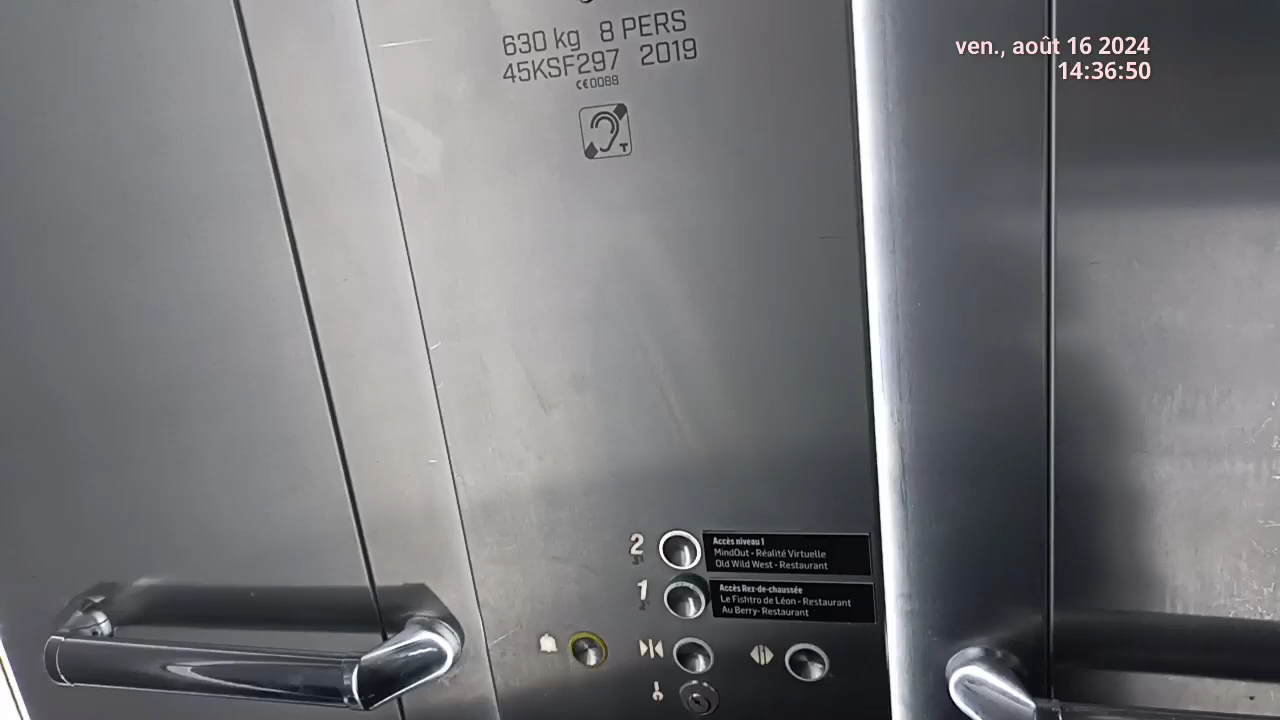 630 kg 8 PERS
45KSF297 2019
CE0088
T
ven., août 16 2024
14:36:50
2
Accès niveau 1
MindOut - Réalité Virtuelle
Old Wild West - Restaurant
1
Accès Rez-de-chaussée
Le Fishtro de Léon - Restaurant
Au Berry- Restaurant